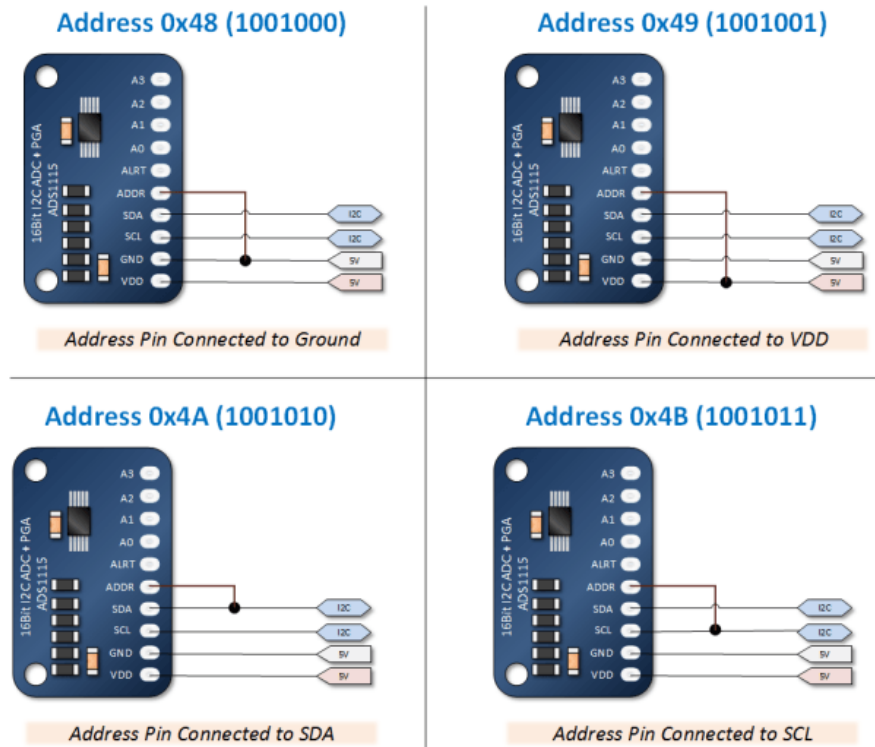 Address 0x48 (1001000)
A3
A2
A1
A0
ALRT
ADDR
SDA
SCL
GND
VDD
16Bit I2C ADC + PGA
ADS1115
I2C
I2C
5V
5V
Address Pin Connected to Ground
Address 0x49 (1001001)
A3
A2
A1
A0
ALRT
ADDR
SDA
SCL
GND
VDD
16Bit I2C ADC + PGA
ADS1115
I2C
I2C
5V
5V
Address Pin Connected to VDD
Address 0x4A (1001010)
A3
A2
A1
A0
ALRT
ADDR
SDA
SCL
GND
VDD
16Bit I2C ADC + PGA
ADS1115
I2C
I2C
5V
5V
Address Pin Connected to SDA
Address 0x4B (1001011)
A3
A2
A1
A0
ALRT
ADDR
SDA
SCL
GND
VDD
16Bit I2C ADC + PGA
ADS1115
I2C
I2C
5V
5V
Address Pin Connected to SCL